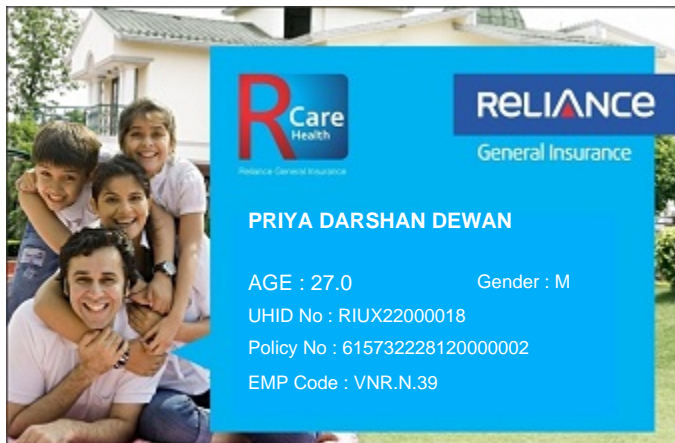 R Care
Health
Reliance General Insurance
RELIANCE
General Insurance
PRIYA DARSHAN DEWAN
AGE : 27.0
Gender : M
UHID No : RIUX22000018
Policy No : 615732228120000002
EMP Code : VNR.N.39